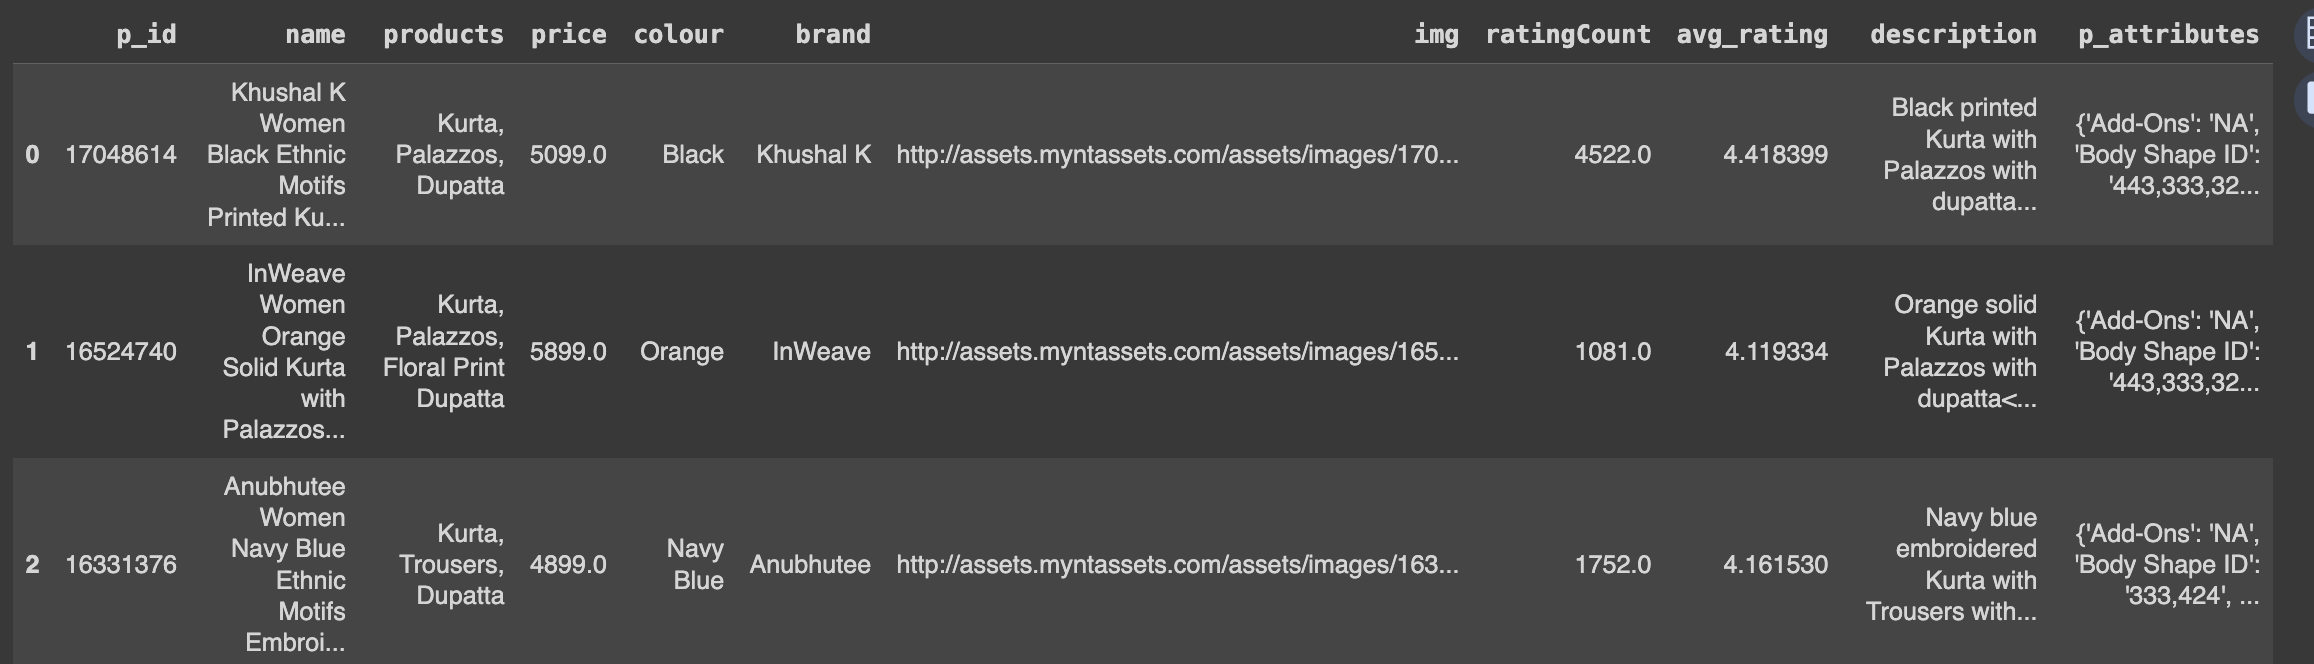 p_id name products price colour brand img ratingCount avg_rating description p_attributes
0 17048614 Khushal K Women Black Ethnic Motifs Printed Ku... Kurta, Palazzos, Dupatta 5099.0 Black Khushal K http://assets.myntassets.com/assets/images/170... 4522.0 4.418399 Black printed Kurta with Palazzos with dupatta... {'Add-Ons': 'NA', 'Body Shape ID': '443,333,32...
1 16524740 InWeave Women Orange Solid Kurta with Palazzos... Kurta, Palazzos, Floral Print Dupatta 5899.0 Orange InWeave http://assets.myntassets.com/assets/images/165... 1081.0 4.119334 Orange solid Kurta with Palazzos with dupatta<... {'Add-Ons': 'NA', 'Body Shape ID': '443,333,32...
2 16331376 Anubhutee Women Navy Blue Ethnic Motifs Embroi... Kurta, Trousers, Dupatta 4899.0 Navy Blue Anubhutee http://assets.myntassets.com/assets/images/163... 1752.0 4.161530 Navy blue embroidered Kurta with Trousers with... {'Add-Ons': 'NA', 'Body Shape ID': '333,424', ...